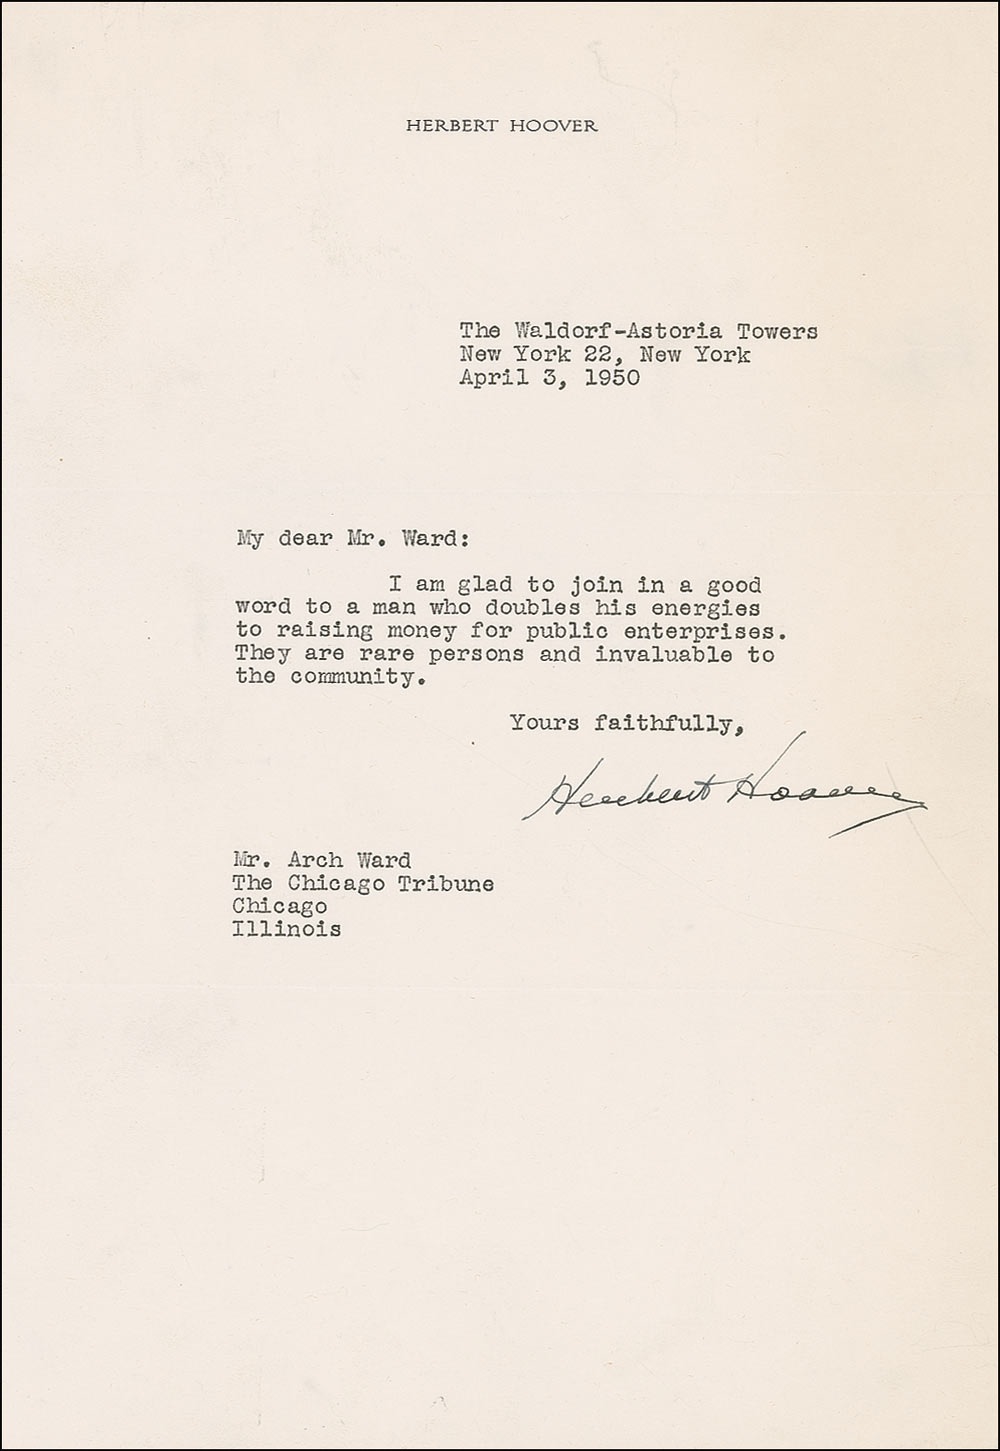 HERBERT HOOVER
The Waldorf-Astoria Towers
New York 22, New York
April 3, 1950
My dear Mr. Ward:
I am glad to join in a good
word to a man who doubles his energies
to raising money for public enterprises.
They are rare persons and invaluable to
the community.
Yours faithfully,
Herbert Hoover
Mr. Arch Ward
The Chicago Tribune
Chicago
Illinois